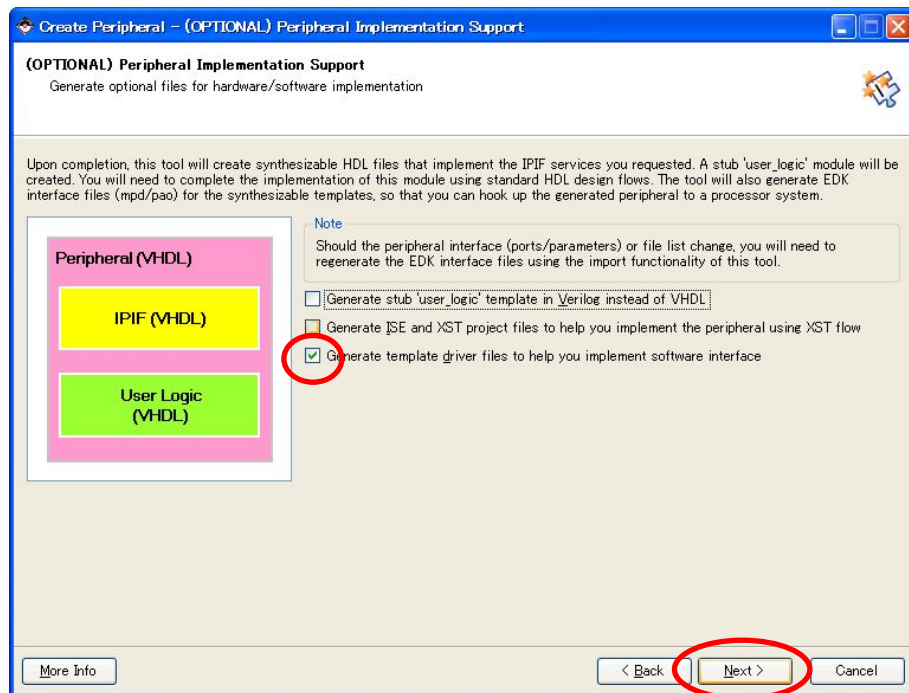 Create Peripheral - (OPTIONAL) Peripheral Implementation Support
(OPTIONAL) Peripheral Implementation Support
Generate optional files for hardware/software implementation
Upon completion, this tool will create synthesizable HDL files that implement the IPIF services you requested. A stub 'user_logic' module will be
created. You will need to complete the implementation of this module using standard HDL design flows. The tool will also generate EDK
interface files (mpd/pao) for the synthesizable templates, so that you can hook up the generated peripheral to a processor system.
Peripheral (VHDL)
IPIF (VHDL)
User Logic
(VHDL)
Note
Should the peripheral interface (ports/parameters) or file list change, you will need to
regenerate the EDK interface files using the import functionality of this tool.
Generate stub 'user_logic' template in Verilog instead of VHDL
Generate ISE and XST project files to help you implement the peripheral using XST flow
Generate template driver files to help you implement software interface
More Info
< Back
Next >
Cancel